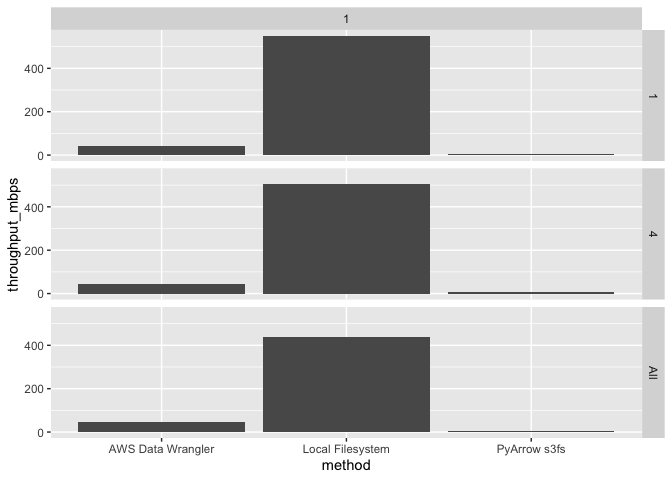 1
400
200
0
1
400
200
0
4
400
200
0
All
throughput_mbps
AWS Data Wrangler
Local Filesystem
PyArrow s3fs
method